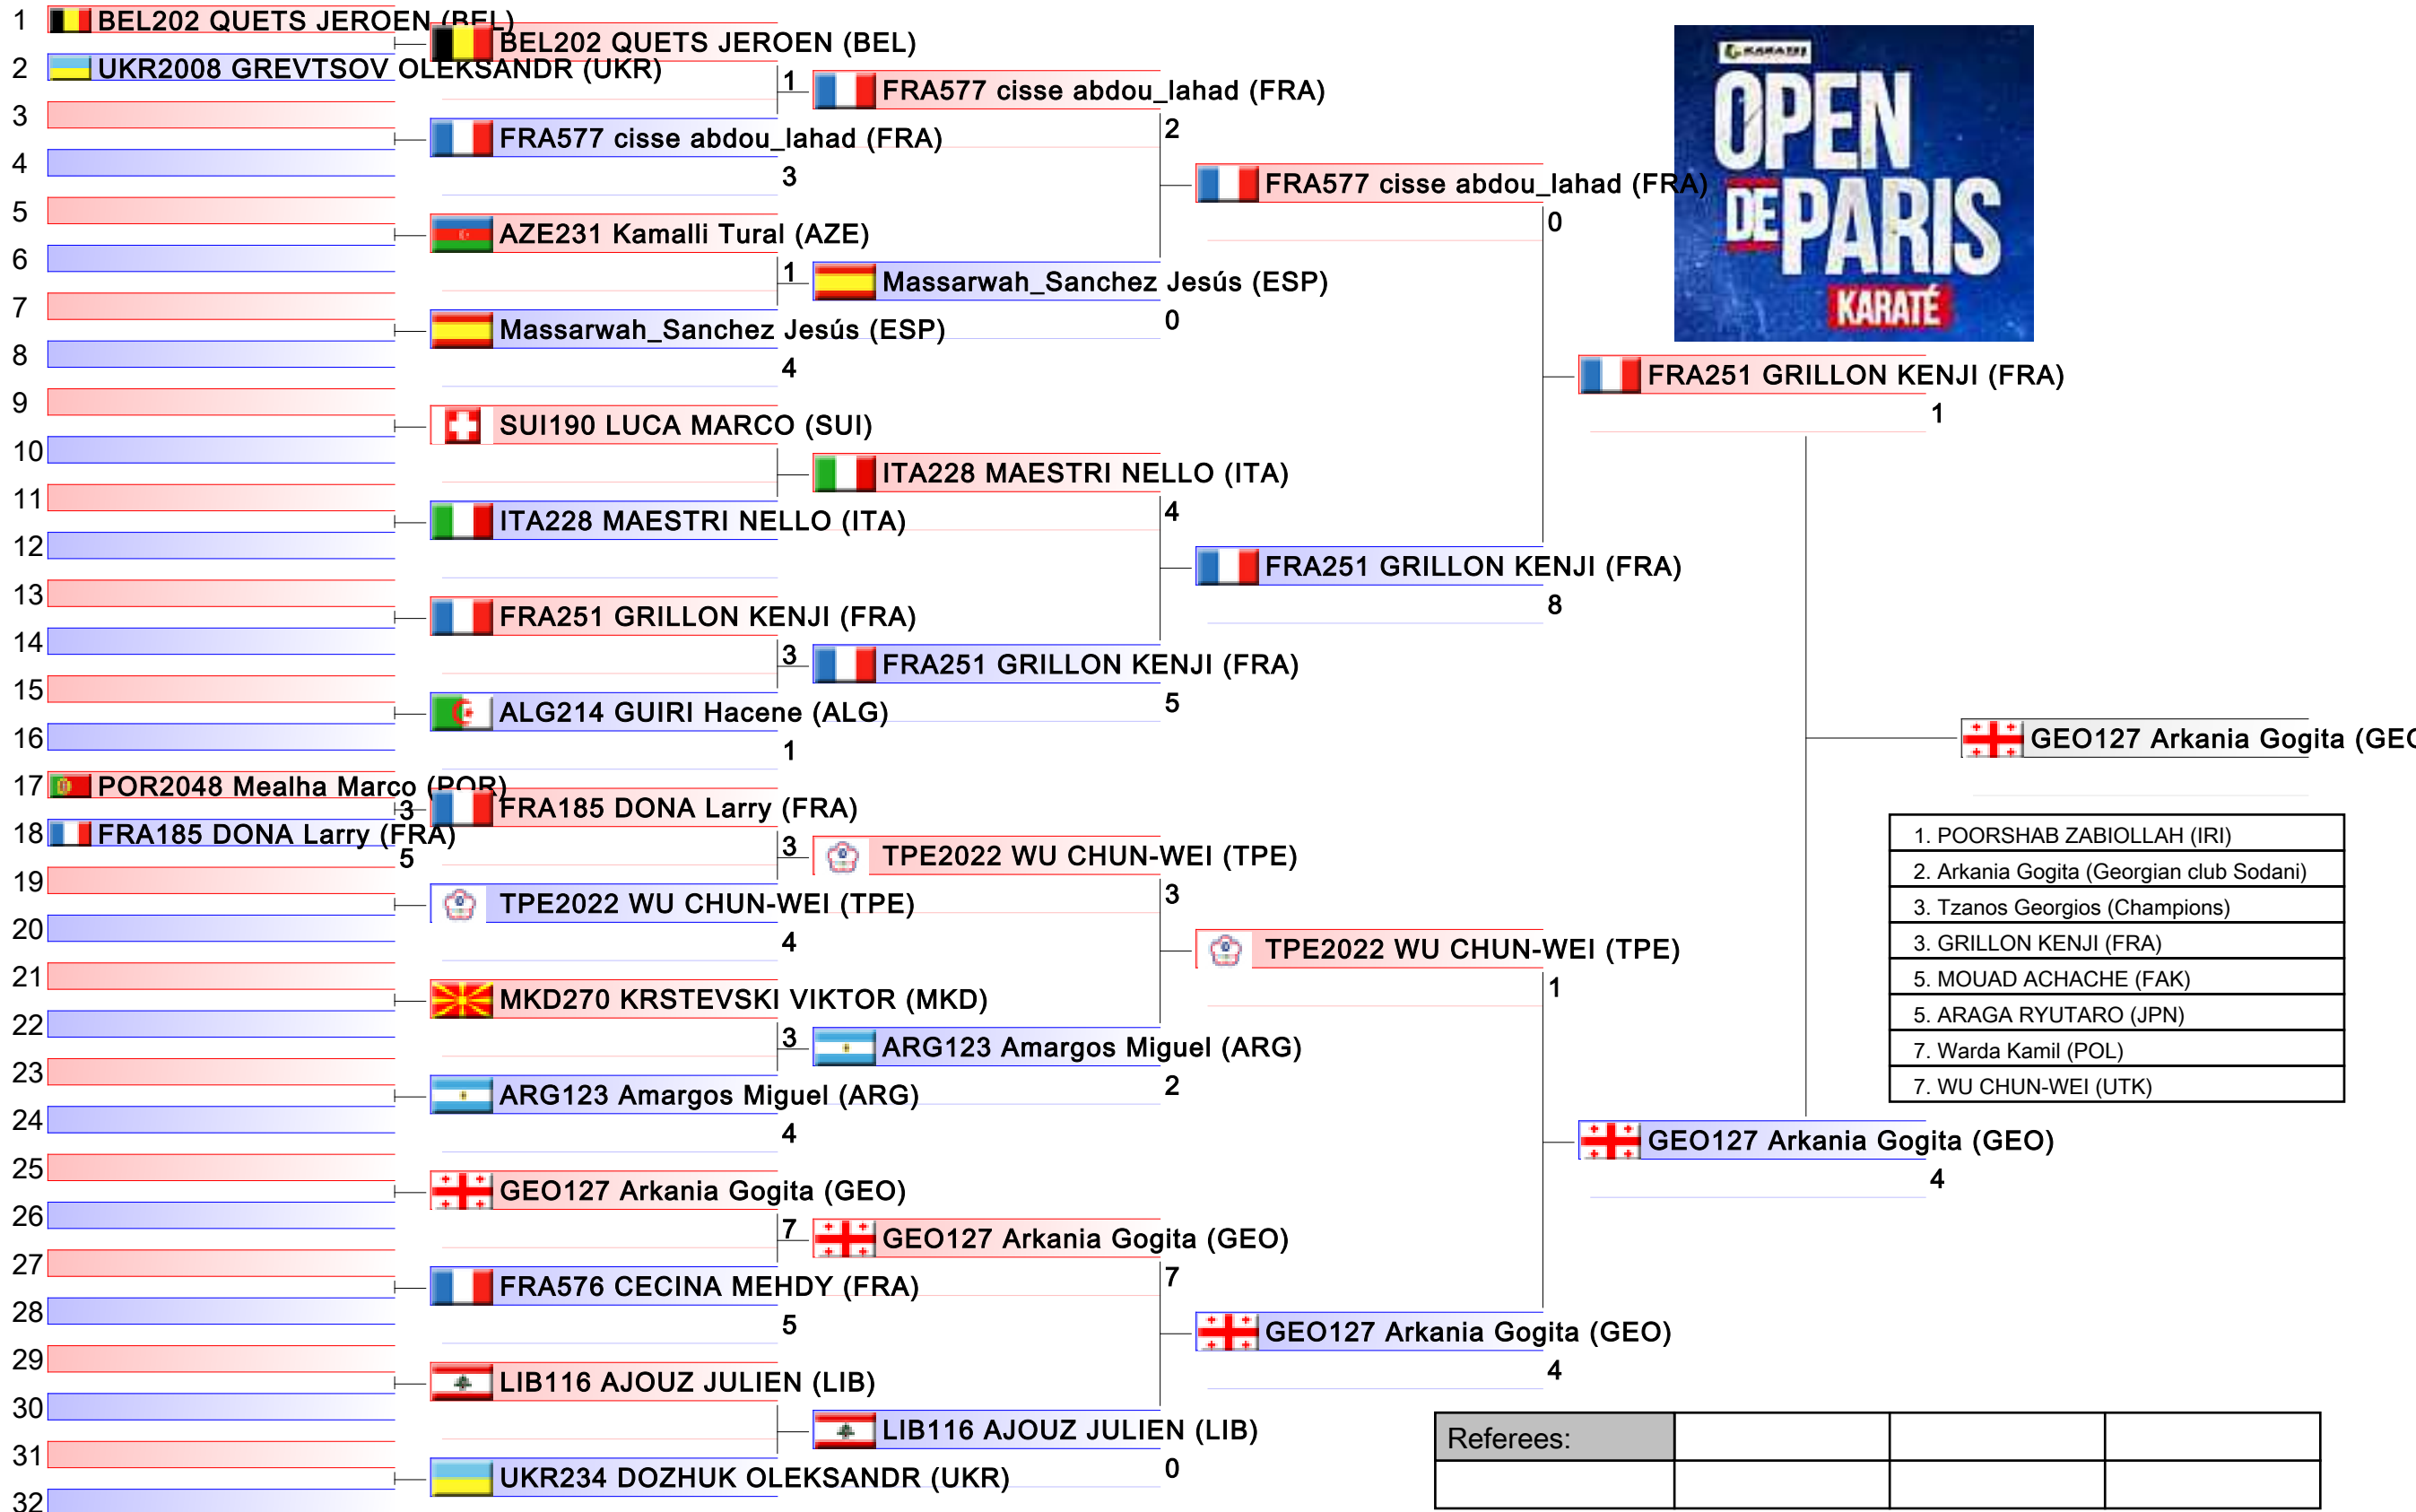 1 BEL202 QUETS JEROEN (BEL)
2 UKR2008 GREVTSOV OLEKSANDR (UKR)
3
4
5
6
7
8
9
10
11
12
13
14
15
16
17 POR2048 Mealha Marco (POR)
3
18 FRA185 DONA Larry (FRA)
5
19
20
21
22
23
24
25
26
27
28
29
30
31
32
BEL202 QUETS JEROEN (BEL)
1
FRA577 cisse abdou_lahad (FRA)
3
AZE231 Kamalli Tural (AZE)
1
Massarwah_Sanchez Jesús (ESP)
4
SUI190 LUCA MARCO (SUI)
ITA228 MAESTRI NELLO (ITA)
FRA251 GRILLON KENJI (FRA)
3
ALG214 GUIRI Hacene (ALG)
1
FRA185 DONA Larry (FRA)
3
TPE2022 WU CHUN-WEI (TPE)
4
MKD270 KRSTEVSKI VIKTOR (MKD)
3
ARG123 Amargos Miguel (ARG)
4
GEO127 Arkania Gogita (GEO)
7
FRA576 CECINA MEHDY (FRA)
5
LIB116 AJOUZ JULIEN (LIB)
UKR234 DOZHUK OLEKSANDR (UKR)
FRA577 cisse abdou_lahad (FRA)
2
Massarwah_Sanchez Jesús (ESP)
0
ITA228 MAESTRI NELLO (ITA)
4
FRA251 GRILLON KENJI (FRA)
5
TPE2022 WU CHUN-WEI (TPE)
3
ARG123 Amargos Miguel (ARG)
2
GEO127 Arkania Gogita (GEO)
7
LIB116 AJOUZ JULIEN (LIB)
0
FRA577 cisse abdou_lahad (FRA)
0
FRA251 GRILLON KENJI (FRA)
8
TPE2022 WU CHUN-WEI (TPE)
1
GEO127 Arkania Gogita (GEO)
4
KARATE1
OPEN
DE PARIS
KARATÉ
FRA251 GRILLON KENJI (FRA)
1
GEO127 Arkania Gogita (GEO)
4
GEO127 Arkania Gogita (GEO
1. POORSHAB ZABIOLLAH (IRI)
2. Arkania Gogita (Georgian club Sodani)
3. Tzanos Georgios (Champions)
3. GRILLON KENJI (FRA)
5. MOUAD ACHACHE (FAK)
5. ARAGA RYUTARO (JPN)
7. Warda Kamil (POL)
7. WU CHUN-WEI (UTK)
Referees: